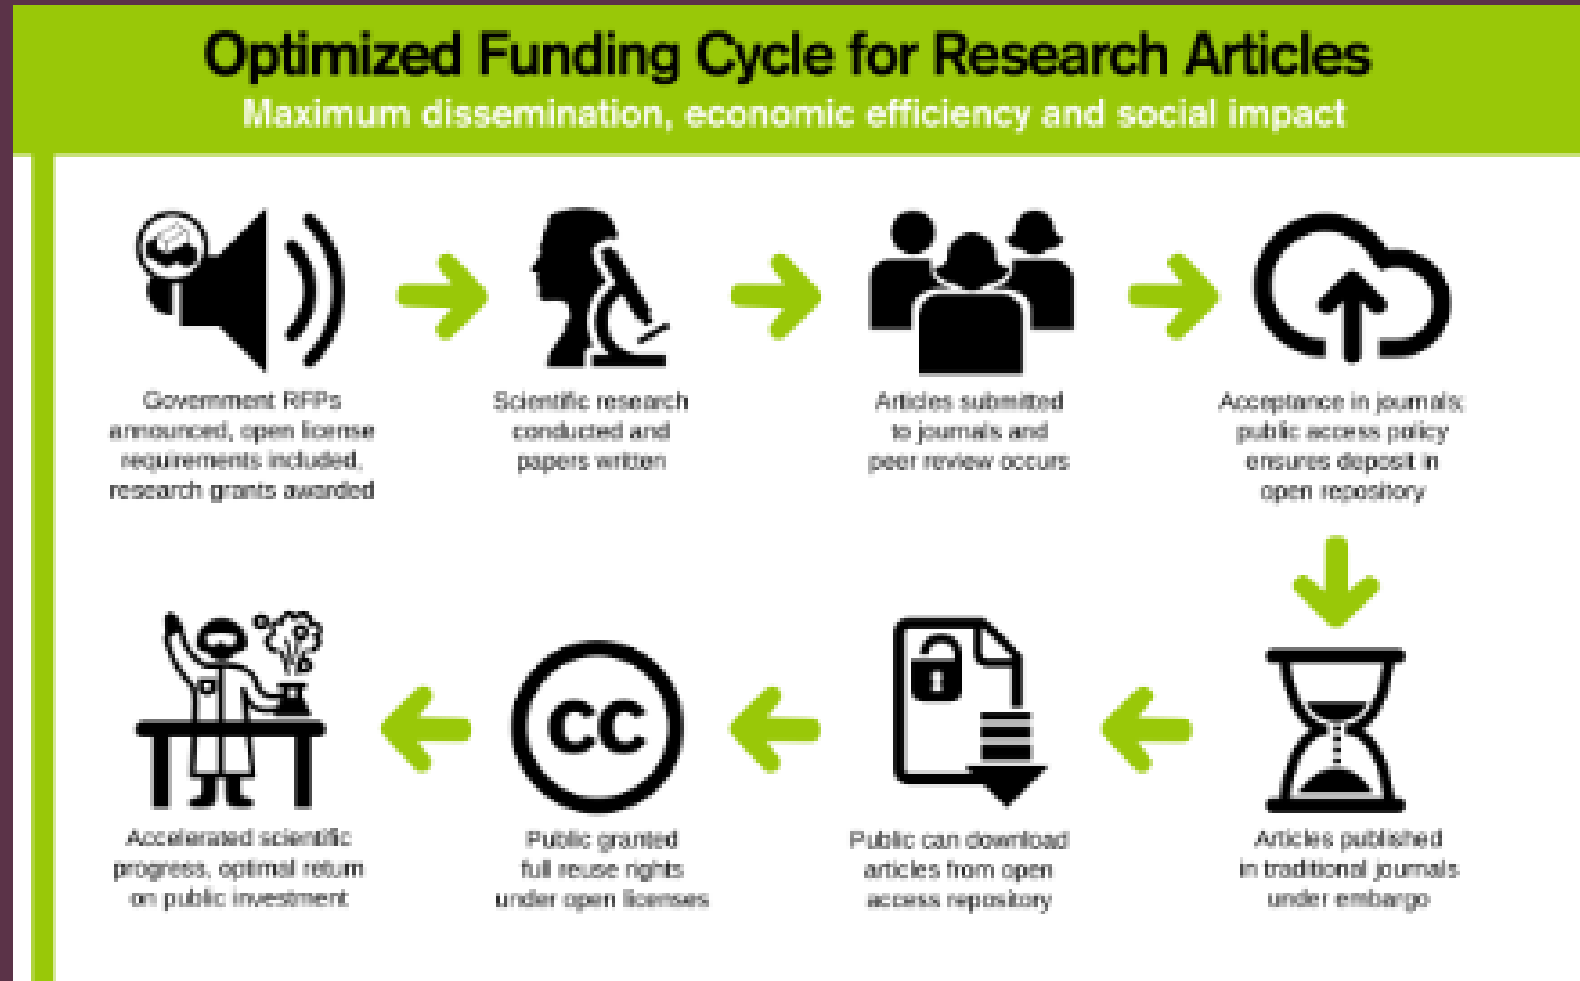 Optimized Funding Cycle for Research Articles
Maximum dissemination, economic efficiency and social impact
Government RFPs
announced, open license
requirements included,
research grants awarded
Scientific research
conducted and
papers written
Articles submitted
to journals and
peer review occurs
Acceptance in journals;
public access policy
ensures deposit in
open repository
Accelerated scientific
progress, optimal return
on public investment
cc
Public granted
full reuse rights
under open licenses
Public can download
articles from open
access repository
Articles published
in traditional journals
under embargo